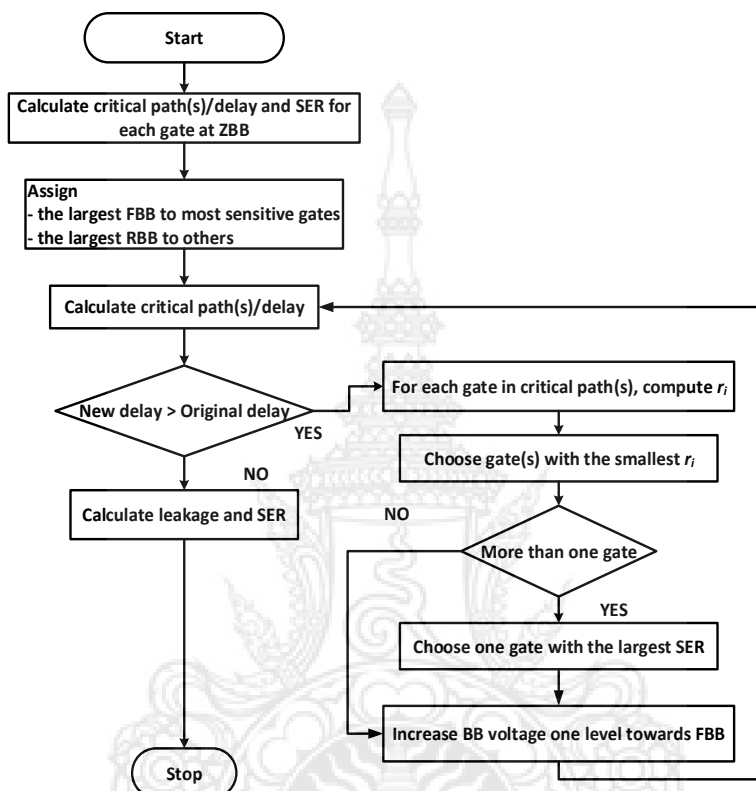 Start
Calculate critical path(s)/delay and SER for
each gate at ZBB
Assign
- the largest FBB to most sensitive gates
- the largest RBB to others
Calculate critical path(s)/delay
New delay > Original delay
YES
NO
Calculate leakage and SER
Stop
For each gate in critical path(s), compute ri
Choose gate(s) with the smallest ri
NO
More than one gate
YES
Choose one gate with the largest SER
Increase BB voltage one level towards FBB